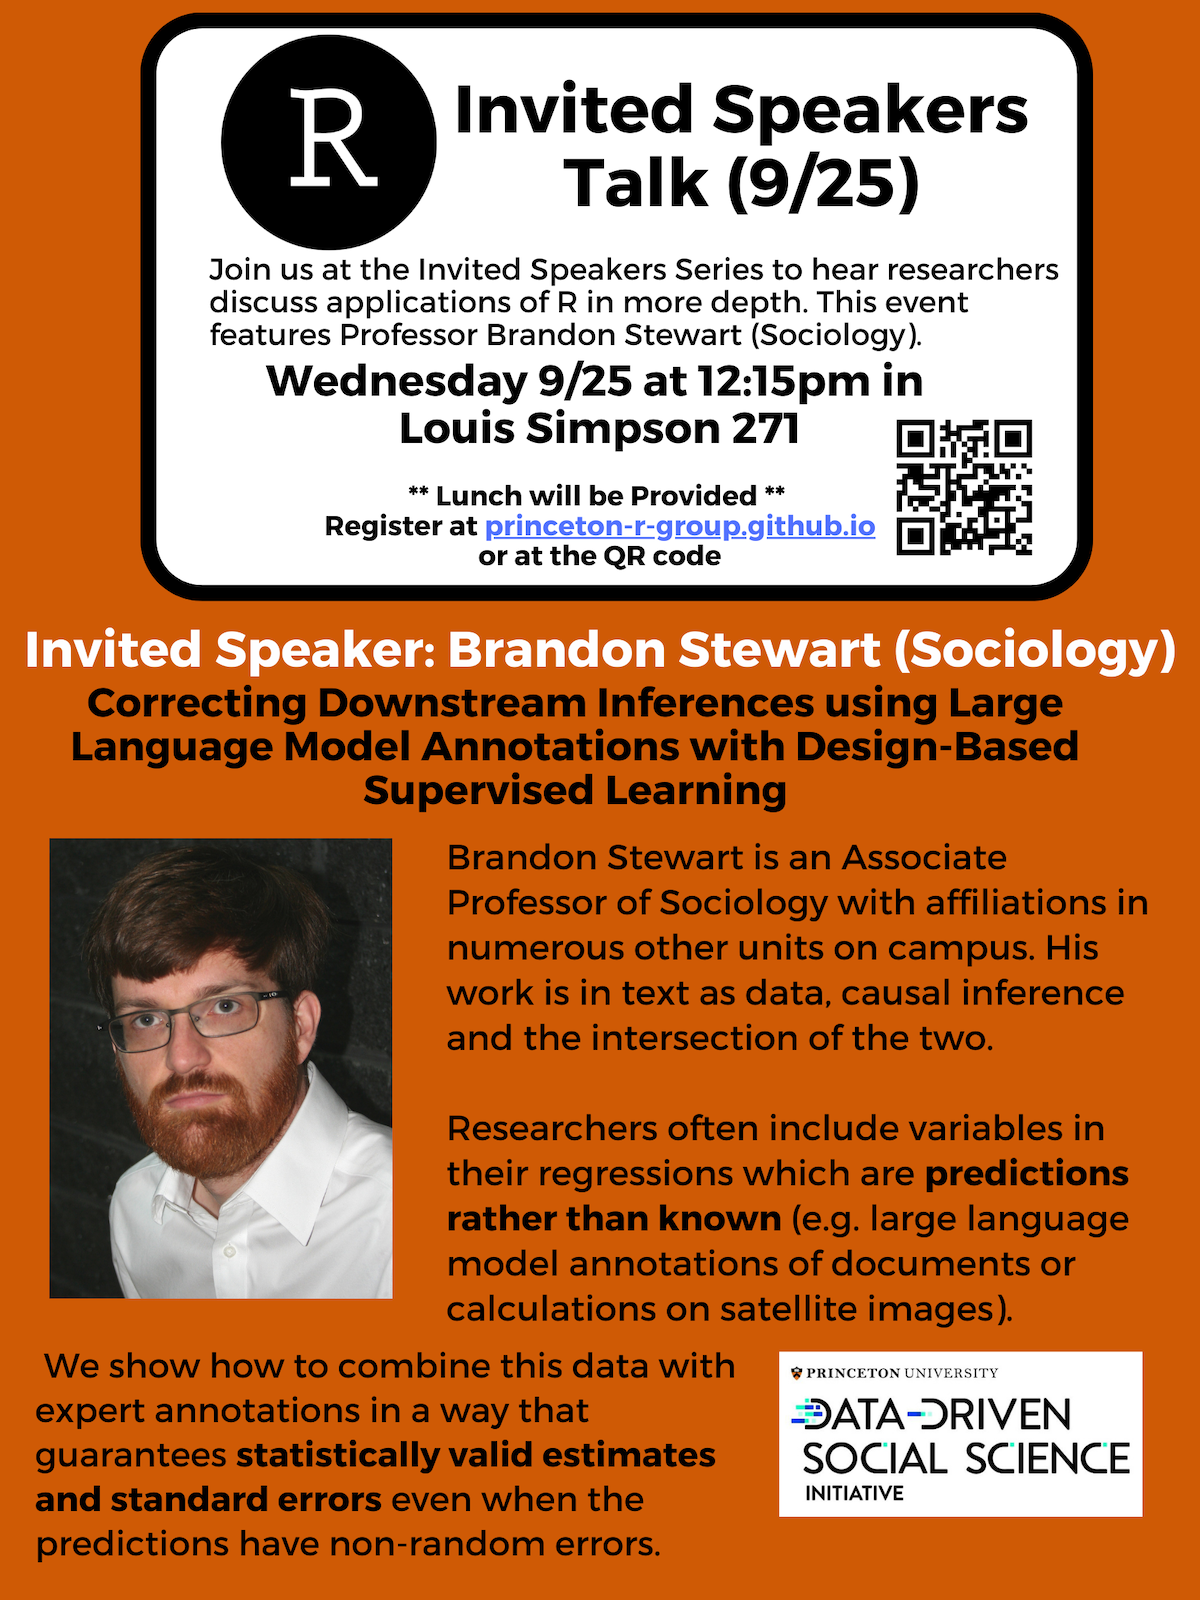 R
Invited Speakers
Talk (9/25)
Join us at the Invited Speakers Series to hear researchers
discuss applications of R in more depth. This event
features Professor Brandon Stewart (Sociology).
Wednesday 9/25 at 12:15pm in
Louis Simpson 271
** Lunch will be Provided **
Register at princeton-r-group.github.io
or at the QR code
Invited Speaker: Brandon Stewart (Sociology)
Correcting Downstream Inferences using Large
Language Model Annotations with Design-Based
Supervised Learning
Brandon Stewart is an Associate
Professor of Sociology with affiliations in
numerous other units on campus. His
work is in text as data, causal inference
and the intersection of the two.
Researchers often include variables in
their regressions which are predictions
rather than known (e.g. large language
model annotations of documents or
calculations on satellite images).
We show how to combine this data with
expert annotations in a way that
guarantees statistically valid estimates
and standard errors even when the
predictions have non-random errors.
PRINCETON UNIVERSITY
DATA-DRIVEN
SOCIAL SCIENCE
INITIATIVE